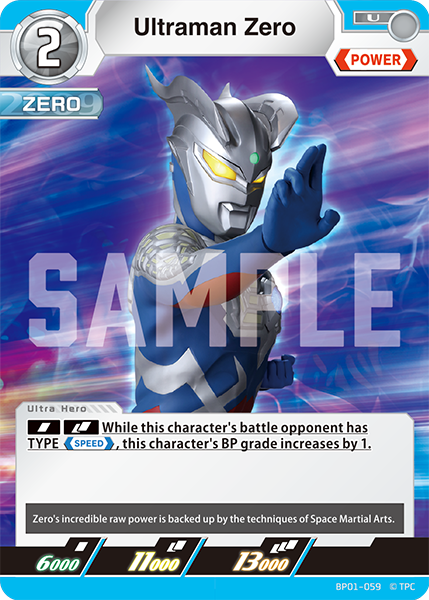 2
Ultraman Zero
U
POWER
ZERO
SAMPLE
Ultra Hero
While this character's battle opponent has
TYPE SPEED, this character's BP grade increases by 1.
Zero's incredible raw power is backed up by the techniques of Space Martial Arts.
6000 11000 13000
BP01-059 © TPC